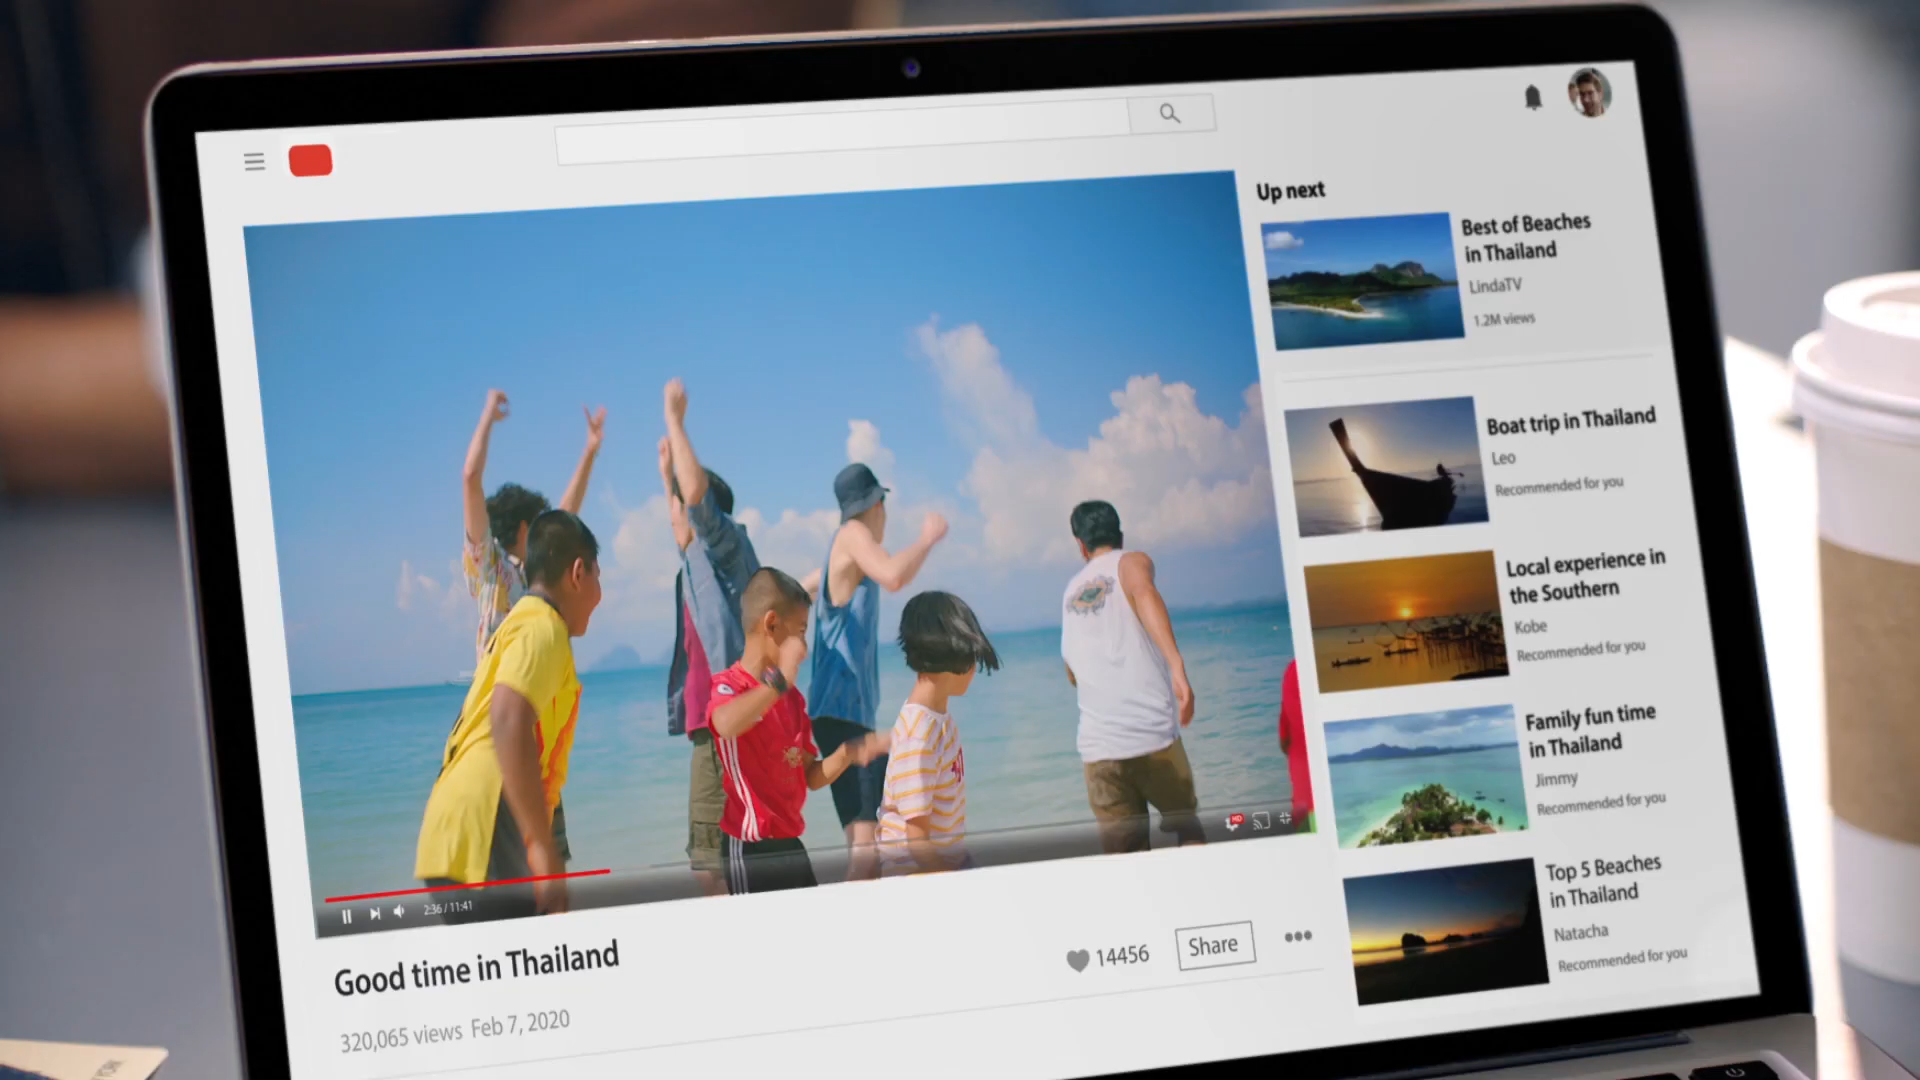 Up next
Best of Beaches
in Thailand
LindaTV
1.2M views
Boat trip in Thailand
Leo
Recommended for you
Local experience in
the Southern
Kobe
Recommended for you
Family fun time
in Thailand
Jimmy
Recommended for you
Top 5 Beaches
in Thailand
Natacha
Recommended for you
HD
2:36 / 11:41
Good time in Thailand
14456
Share
320,065 views Feb 7, 2020